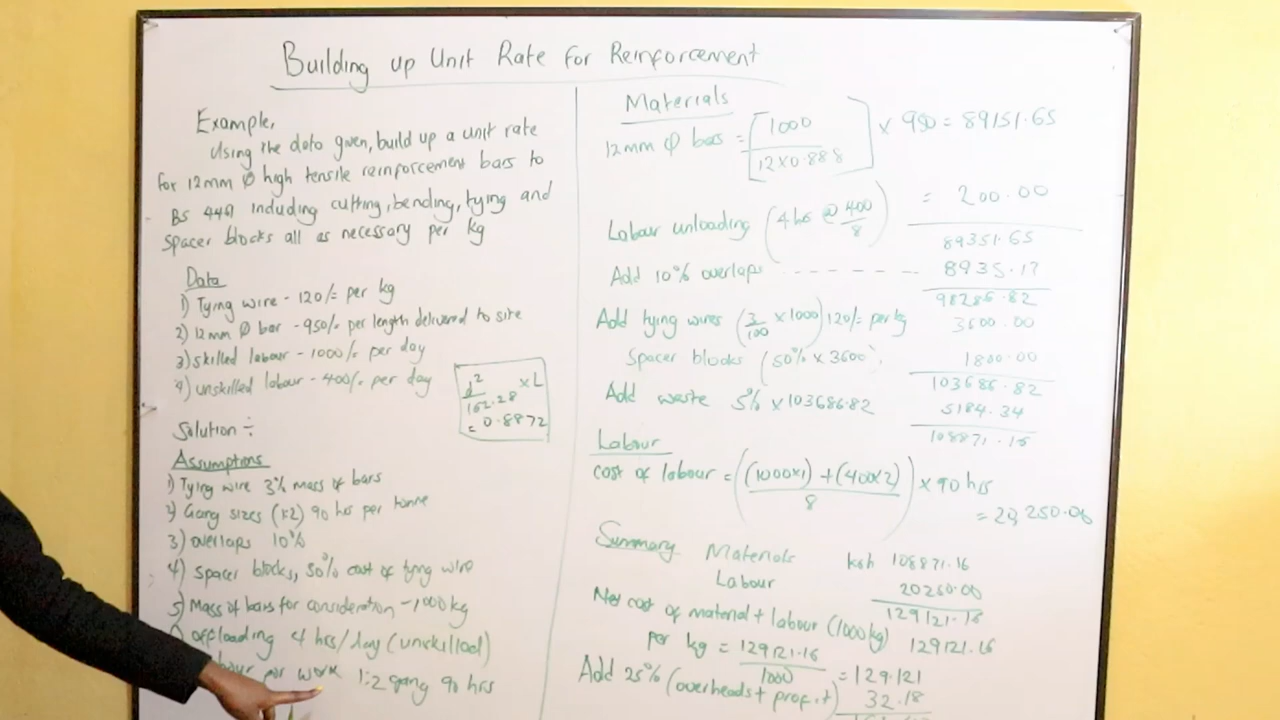 Building up Unit Rate for Reinforcement
Example,
Using the data given, build up a unit rate
for 12mm Ø high tensile reinforcement bars to
BS 4449 including cutting, bending, tying and
spacer blocks all as necessary per kg
Data
1) Tying wire - 120/= per kg
2) 12mm Ø bar - 950/= per length delivered to site
3) skilled labour - 1000/= per day
4) unskilled labour - 400/= per day
d²/162.28 × L
= 0.8872
Solution ÷
Assumptions
1) Tying wire 3% mass of bars
2) Gang sizes (1:2) 90 hrs per tonne
3) overlaps 10%
4) spacer blocks, 50% cost of tying wire
5) Mass of bars for consideration - 1000kg
offloading 4 hrs/day (unskilled)
per work 1:2 gang 90 hrs
Materials
12mm Ø bars = [1000 / 12×0.888] × 950 = 89151.65
Labour unloading (4hrs @ 400/8) = 200.00
89351.65
Add 10% overlaps - - - - - - - 8935.17
98286.82
Add tying wires (3/100 × 1000) 120/= per kg 3600.00
Spacer blocks (50% × 3600) 1800.00
103686.82
Add waste 5% × 103686.82 5184.34
108871.16
Labour
cost of labour = ((1000×1) + (400×2) / 8) × 90 hrs
= 20,250.00
Summary Materials ksh 108871.16
Labour 20250.00
129121.16
Net cost of material + labour (1000kg) 129121.16
per kg = 129121.16 / 1000 = 129.121
Add 25% (overheads + profit) 32.18